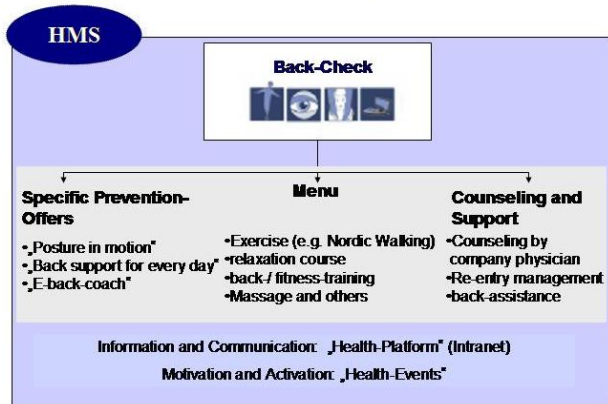 HMS
Back-Check
Specific Prevention-
Offers
•„Posture in motion“
•„Back support for every day“
•„E-back-coach“
Menu
•Exercise (e.g. Nordic Walking)
•relaxation course
•back-/ fitness-training
•Massage and others
Counseling and
Support
•Counseling by
company physician
•Re-entry management
•back-assistance
Information and Communication: „Health-Platform“ (Intranet)
Motivation and Activation: „Health-Events“